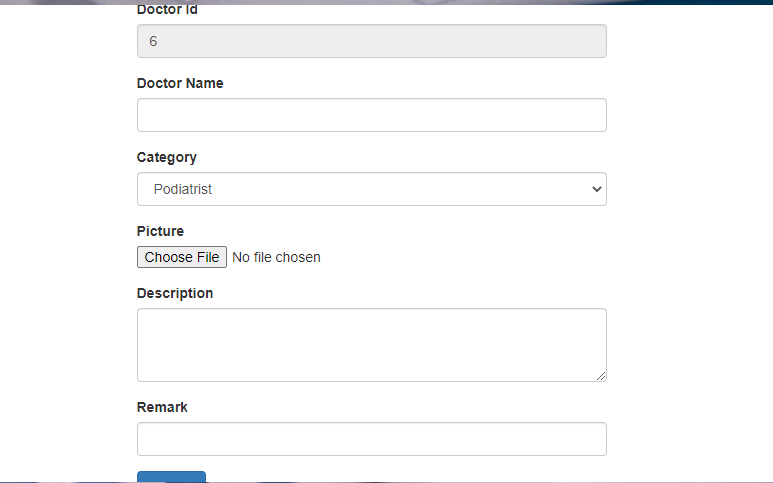 Doctor Id
6
Doctor Name
Category
Podiatrist
Picture
Choose File No file chosen
Description
Remark